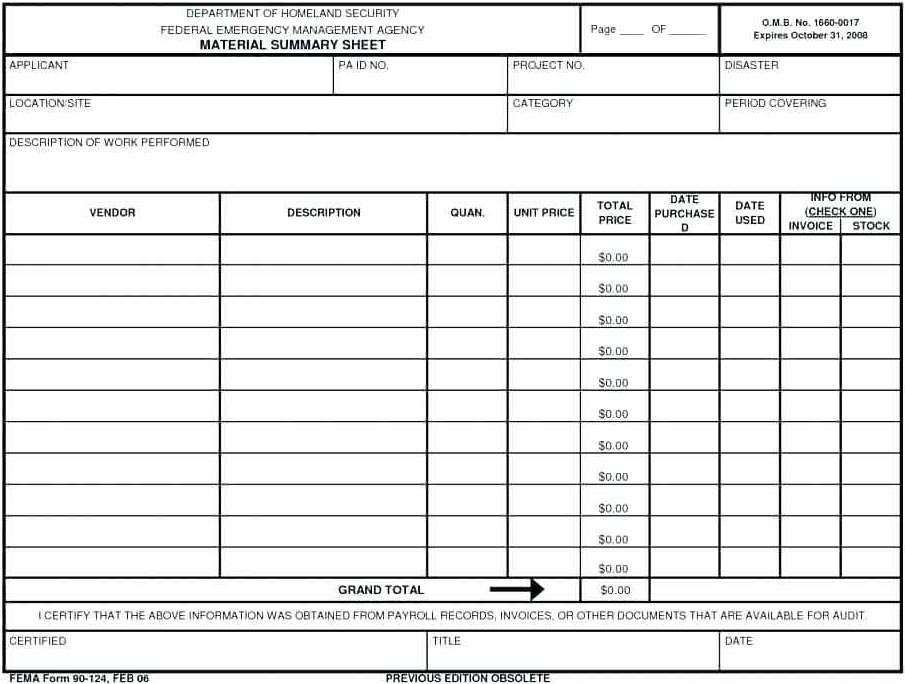 DEPARTMENT OF HOMELAND SECURITY
FEDERAL EMERGENCY MANAGEMENT AGENCY
MATERIAL SUMMARY SHEET
Page ____ OF ______
O.M.B. No. 1660-0017
Expires October 31, 2008
APPLICANT
PA ID NO.
PROJECT NO.
DISASTER
LOCATION/SITE
CATEGORY
PERIOD COVERING
DESCRIPTION OF WORK PERFORMED
VENDOR
DESCRIPTION
QUAN.
UNIT PRICE
TOTAL
PRICE
DATE
PURCHASE
D
DATE
USED
INFO FROM
(CHECK ONE)
INVOICE
STOCK
$0.00
$0.00
$0.00
$0.00
$0.00
$0.00
$0.00
$0.00
$0.00
$0.00
$0.00
GRAND TOTAL
$0.00
I CERTIFY THAT THE ABOVE INFORMATION WAS OBTAINED FROM PAYROLL RECORDS, INVOICES, OR OTHER DOCUMENTS THAT ARE AVAILABLE FOR AUDIT.
CERTIFIED
TITLE
DATE
FEMA Form 90-124, FEB 06
PREVIOUS EDITION OBSOLETE